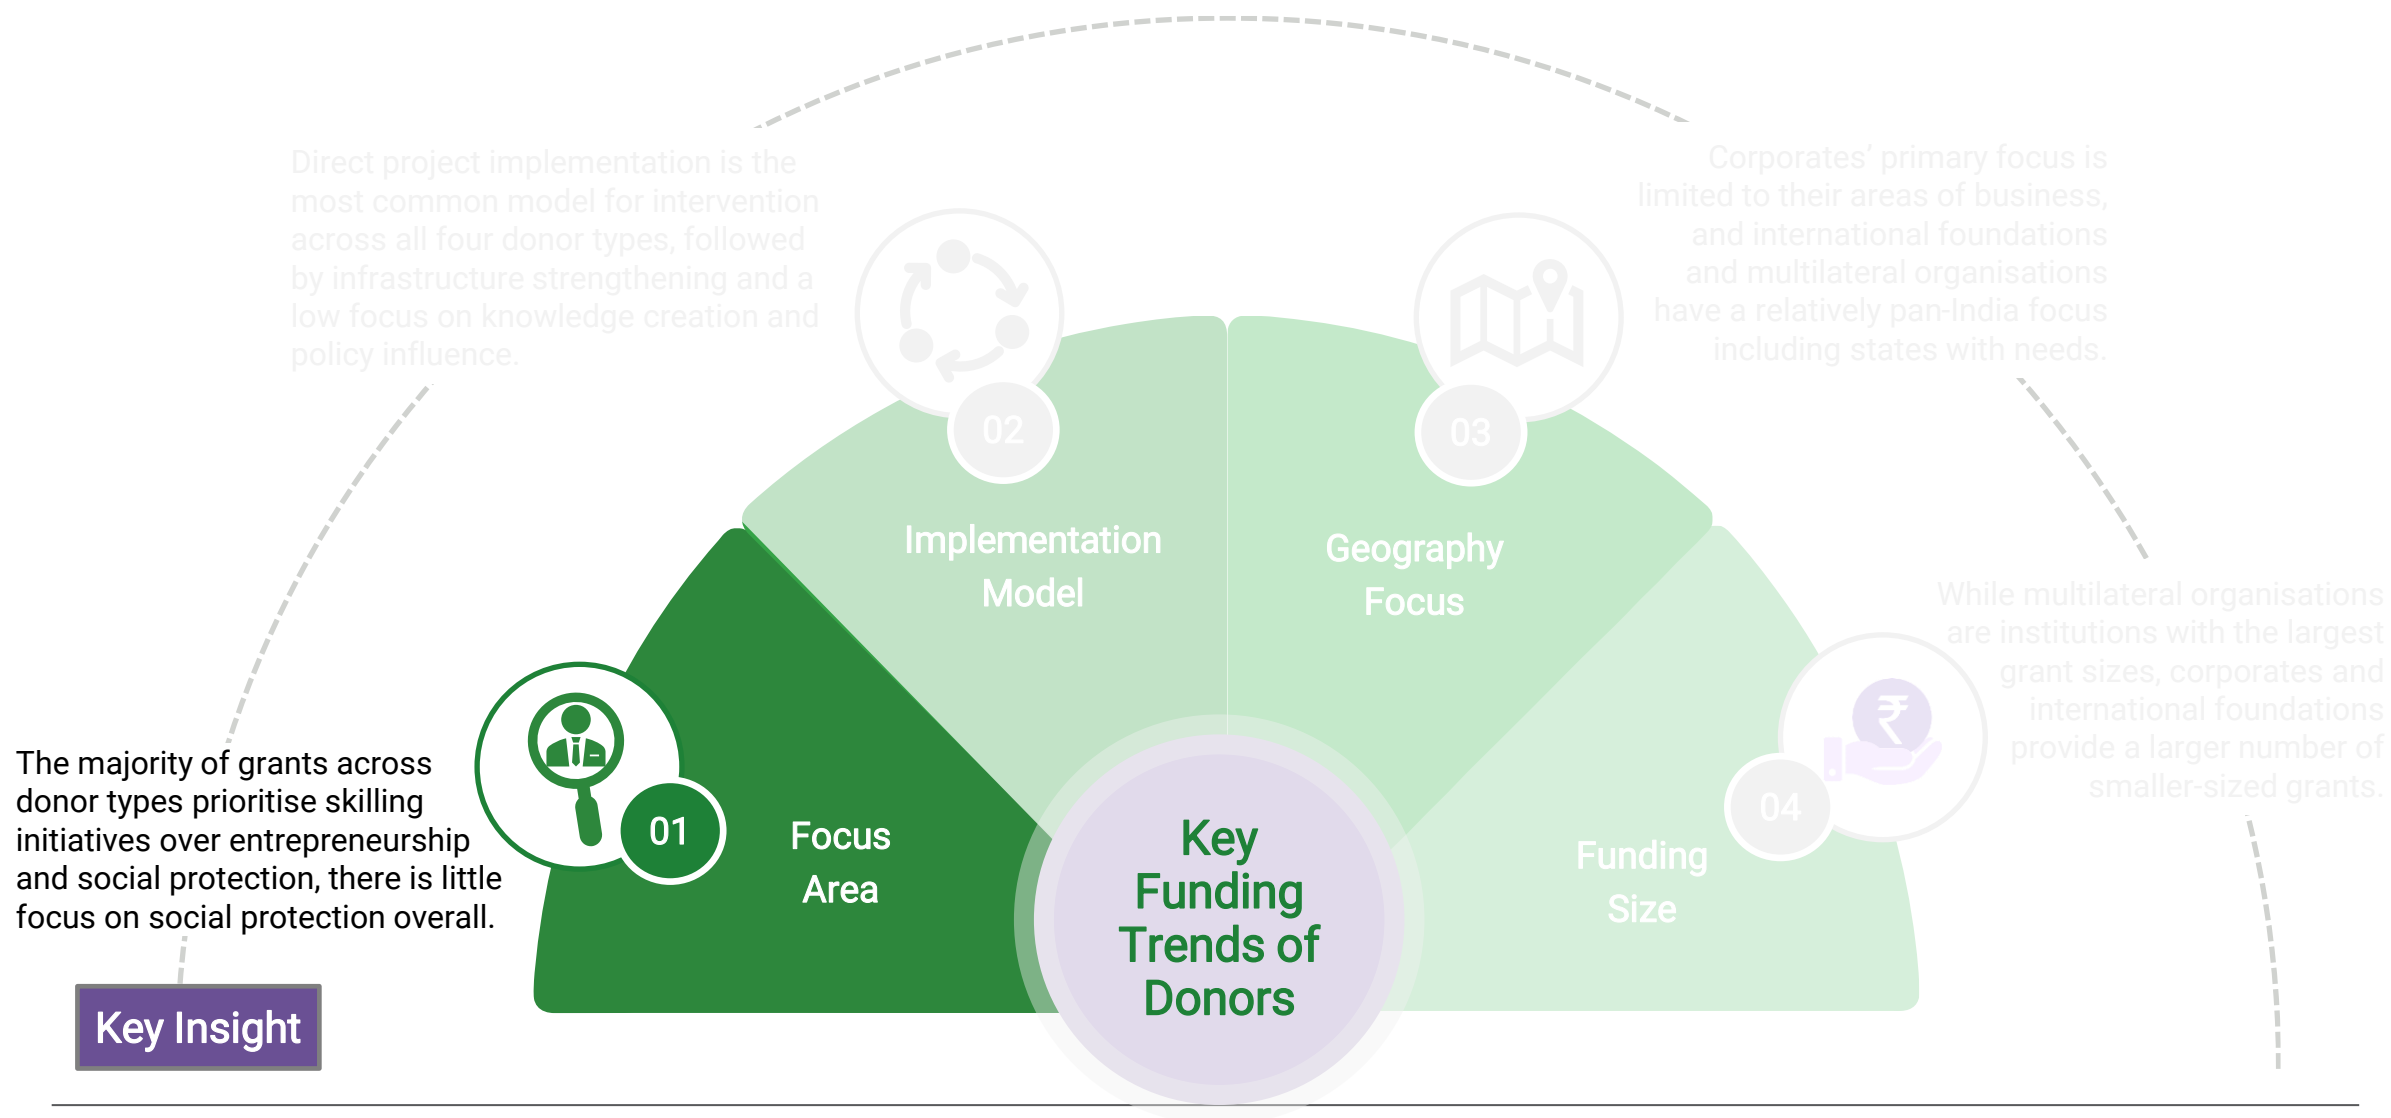 Direct project implementation is the
most common model for intervention
across all four donor types, followed
by infrastructure strengthening and a
low focus on knowledge creation and
policy influence.
Corporates’ primary focus is
limited to their areas of business,
and international foundations
and multilateral organisations
have a relatively pan-India focus
including states with needs.
02
03
Implementation
Model
Geography
Focus
While multilateral organisations
are institutions with the largest
grant sizes, corporates and
international foundations
provide a larger number of
smaller-sized grants.
₹
04
The majority of grants across
donor types prioritise skilling
initiatives over entrepreneurship
and social protection, there is little
focus on social protection overall.
01
Focus
Area
Key
Funding
Trends of
Donors
Funding
Size
Key Insight